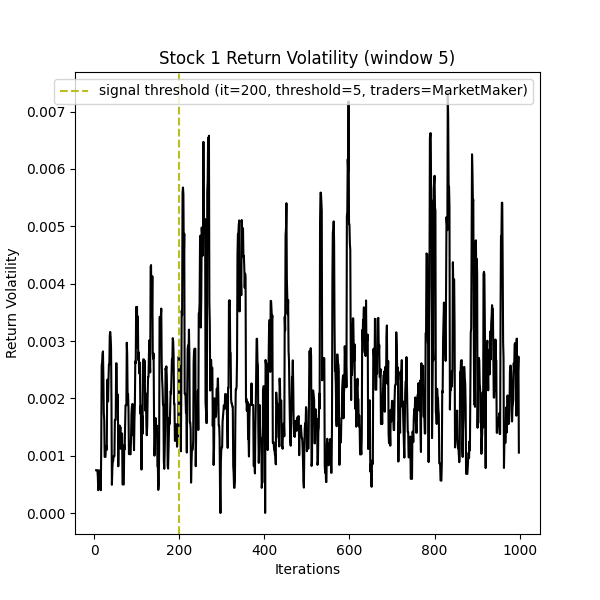 Stock 1 Return Volatility (window 5)
signal threshold (it=200, threshold=5, traders=MarketMaker)
0.007
0.006
0.005
0.004
0.003
0.002
0.001
0.000
Return Volatility
0 200 400 600 800 1000
Iterations